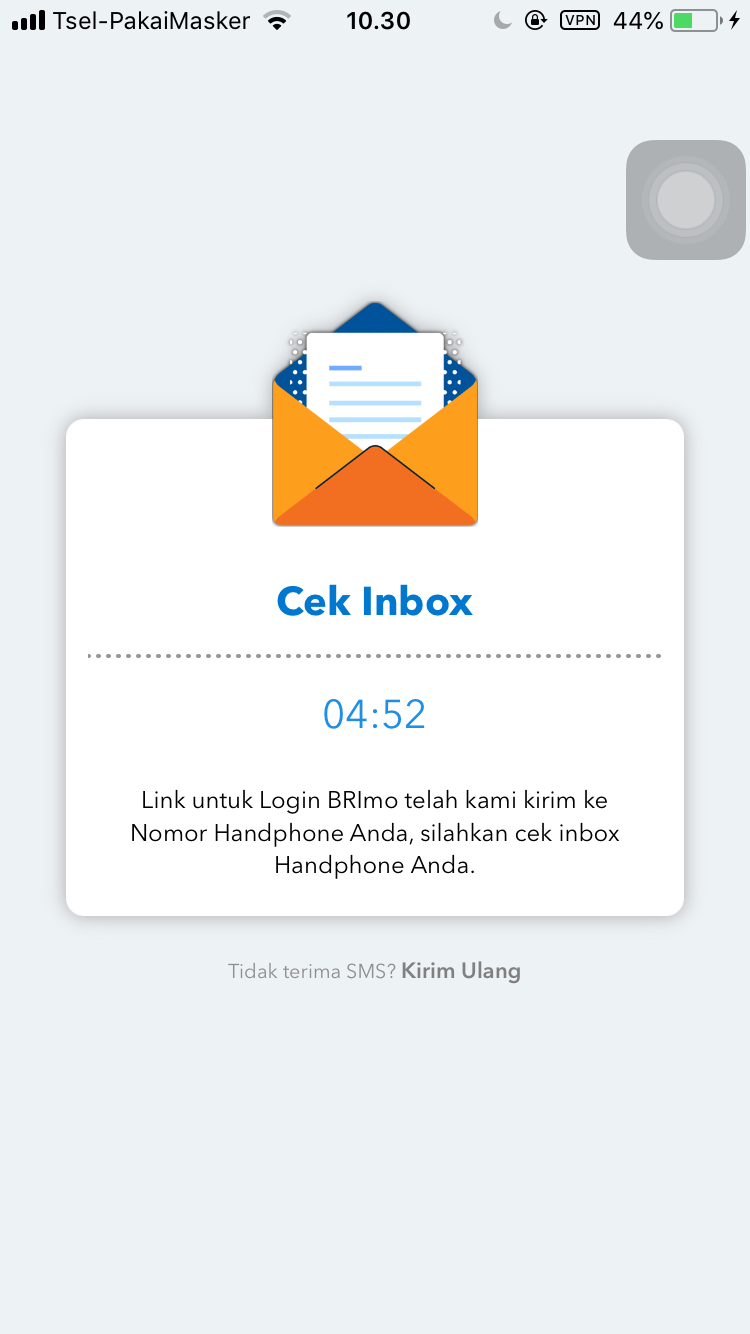 Tsel-PakaiMasker 10.30 VPN 44%
Cek Inbox
04:52
Link untuk Login BRImo telah kami kirim ke
Nomor Handphone Anda, silahkan cek inbox
Handphone Anda.
Tidak terima SMS? Kirim Ulang